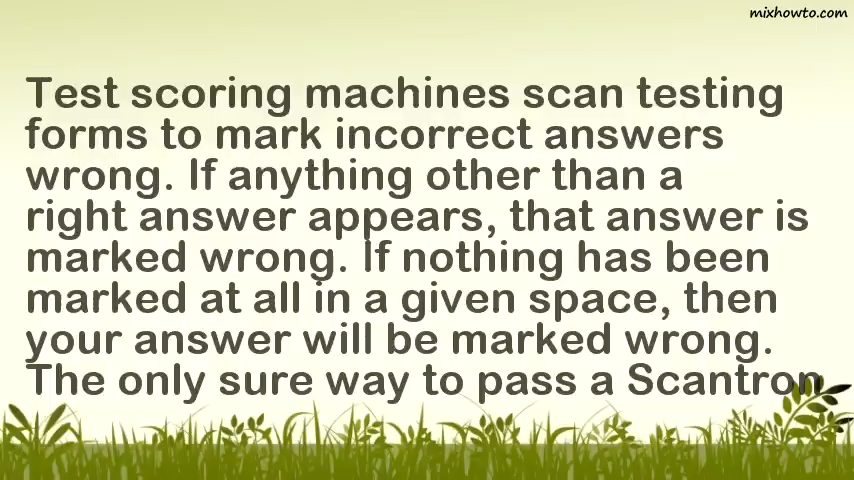 mixhowto.com
Test scoring machines scan testing
forms to mark incorrect answers
wrong. If anything other than a
right answer appears, that answer is
marked wrong. If nothing has been
marked at all in a given space, then
your answer will be marked wrong.
The only sure way to pass a Scantron